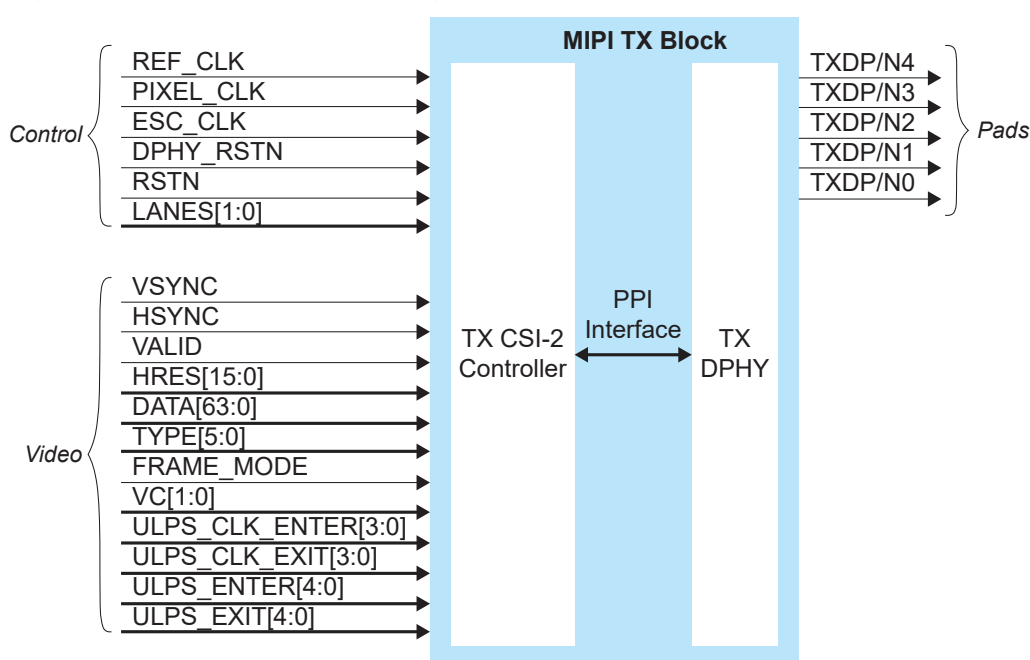 MIPI TX Block
Control
REF_CLK
PIXEL_CLK
ESC_CLK
DPHY_RSTN
RSTN
LANES[1:0]
Video
VSYNC
HSYNC
VALID
HRES[15:0]
DATA[63:0]
TYPE[5:0]
FRAME_MODE
VC[1:0]
ULPS_CLK_ENTER[3:0]
ULPS_CLK_EXIT[3:0]
ULPS_ENTER[4:0]
ULPS_EXIT[4:0]
TX CSI-2
Controller
PPI
Interface
TX
DPHY
TXDP/N4
TXDP/N3
TXDP/N2
TXDP/N1
TXDP/N0
Pads